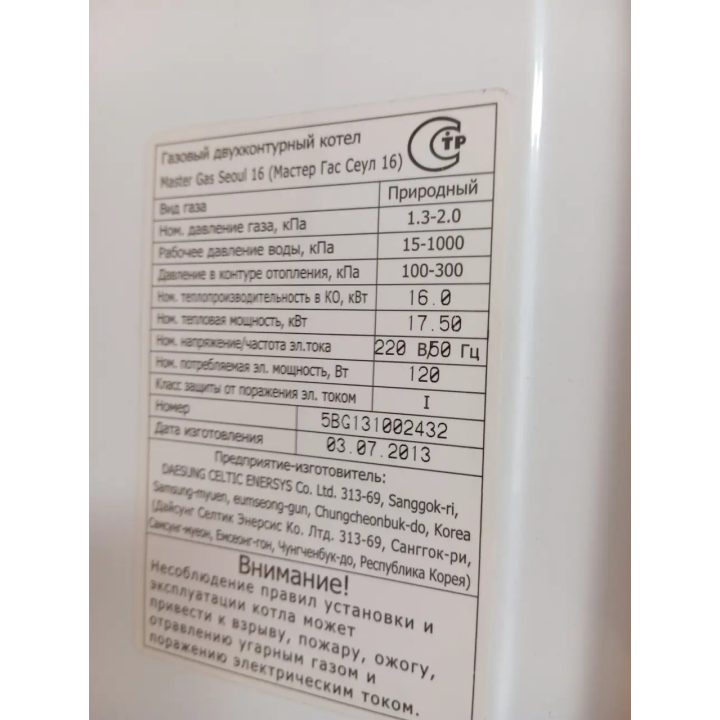 Газовый двухконтурный котел
Master Gas Seoul 16 (Мастер Гас Сеул 16)
СТР
Вид газа Природный
Ном. давление газа, кПа 1.3-2.0
Рабочее давление воды, кПа 15-1000
Давление в контуре отопления, кПа 100-300
Ном. теплопроизводительность в КО, кВт 16.0
Ном. тепловая мощность, кВт 17.50
Ном. напряжение/частота эл.тока 220 В/50 Гц
Ном. потребляемая эл. мощность, Вт 120
Класс защиты от поражения эл. током I
Номер 5BG131002432
Дата изготовления 03.07.2013
Предприятие-изготовитель:
DAESUNG CELTIC ENERSYS Co. Ltd. 313-69, Sanggok-ri,
Samsung-myuen, eumseong-gun, Chungcheonbuk-do, Korea
(Дайсунг Селтик Энерсис Ко. Лтд. 313-69, Санггок-ри,
Самсунг-муеон, Емсеонг-гон, Чунгченбук-до, Республика Корея)
Внимание!
Несоблюдение правил установки и
эксплуатации котла может
привести к взрыву, пожару, ожогу,
отравлению угарным газом и
поражению электрическим током.